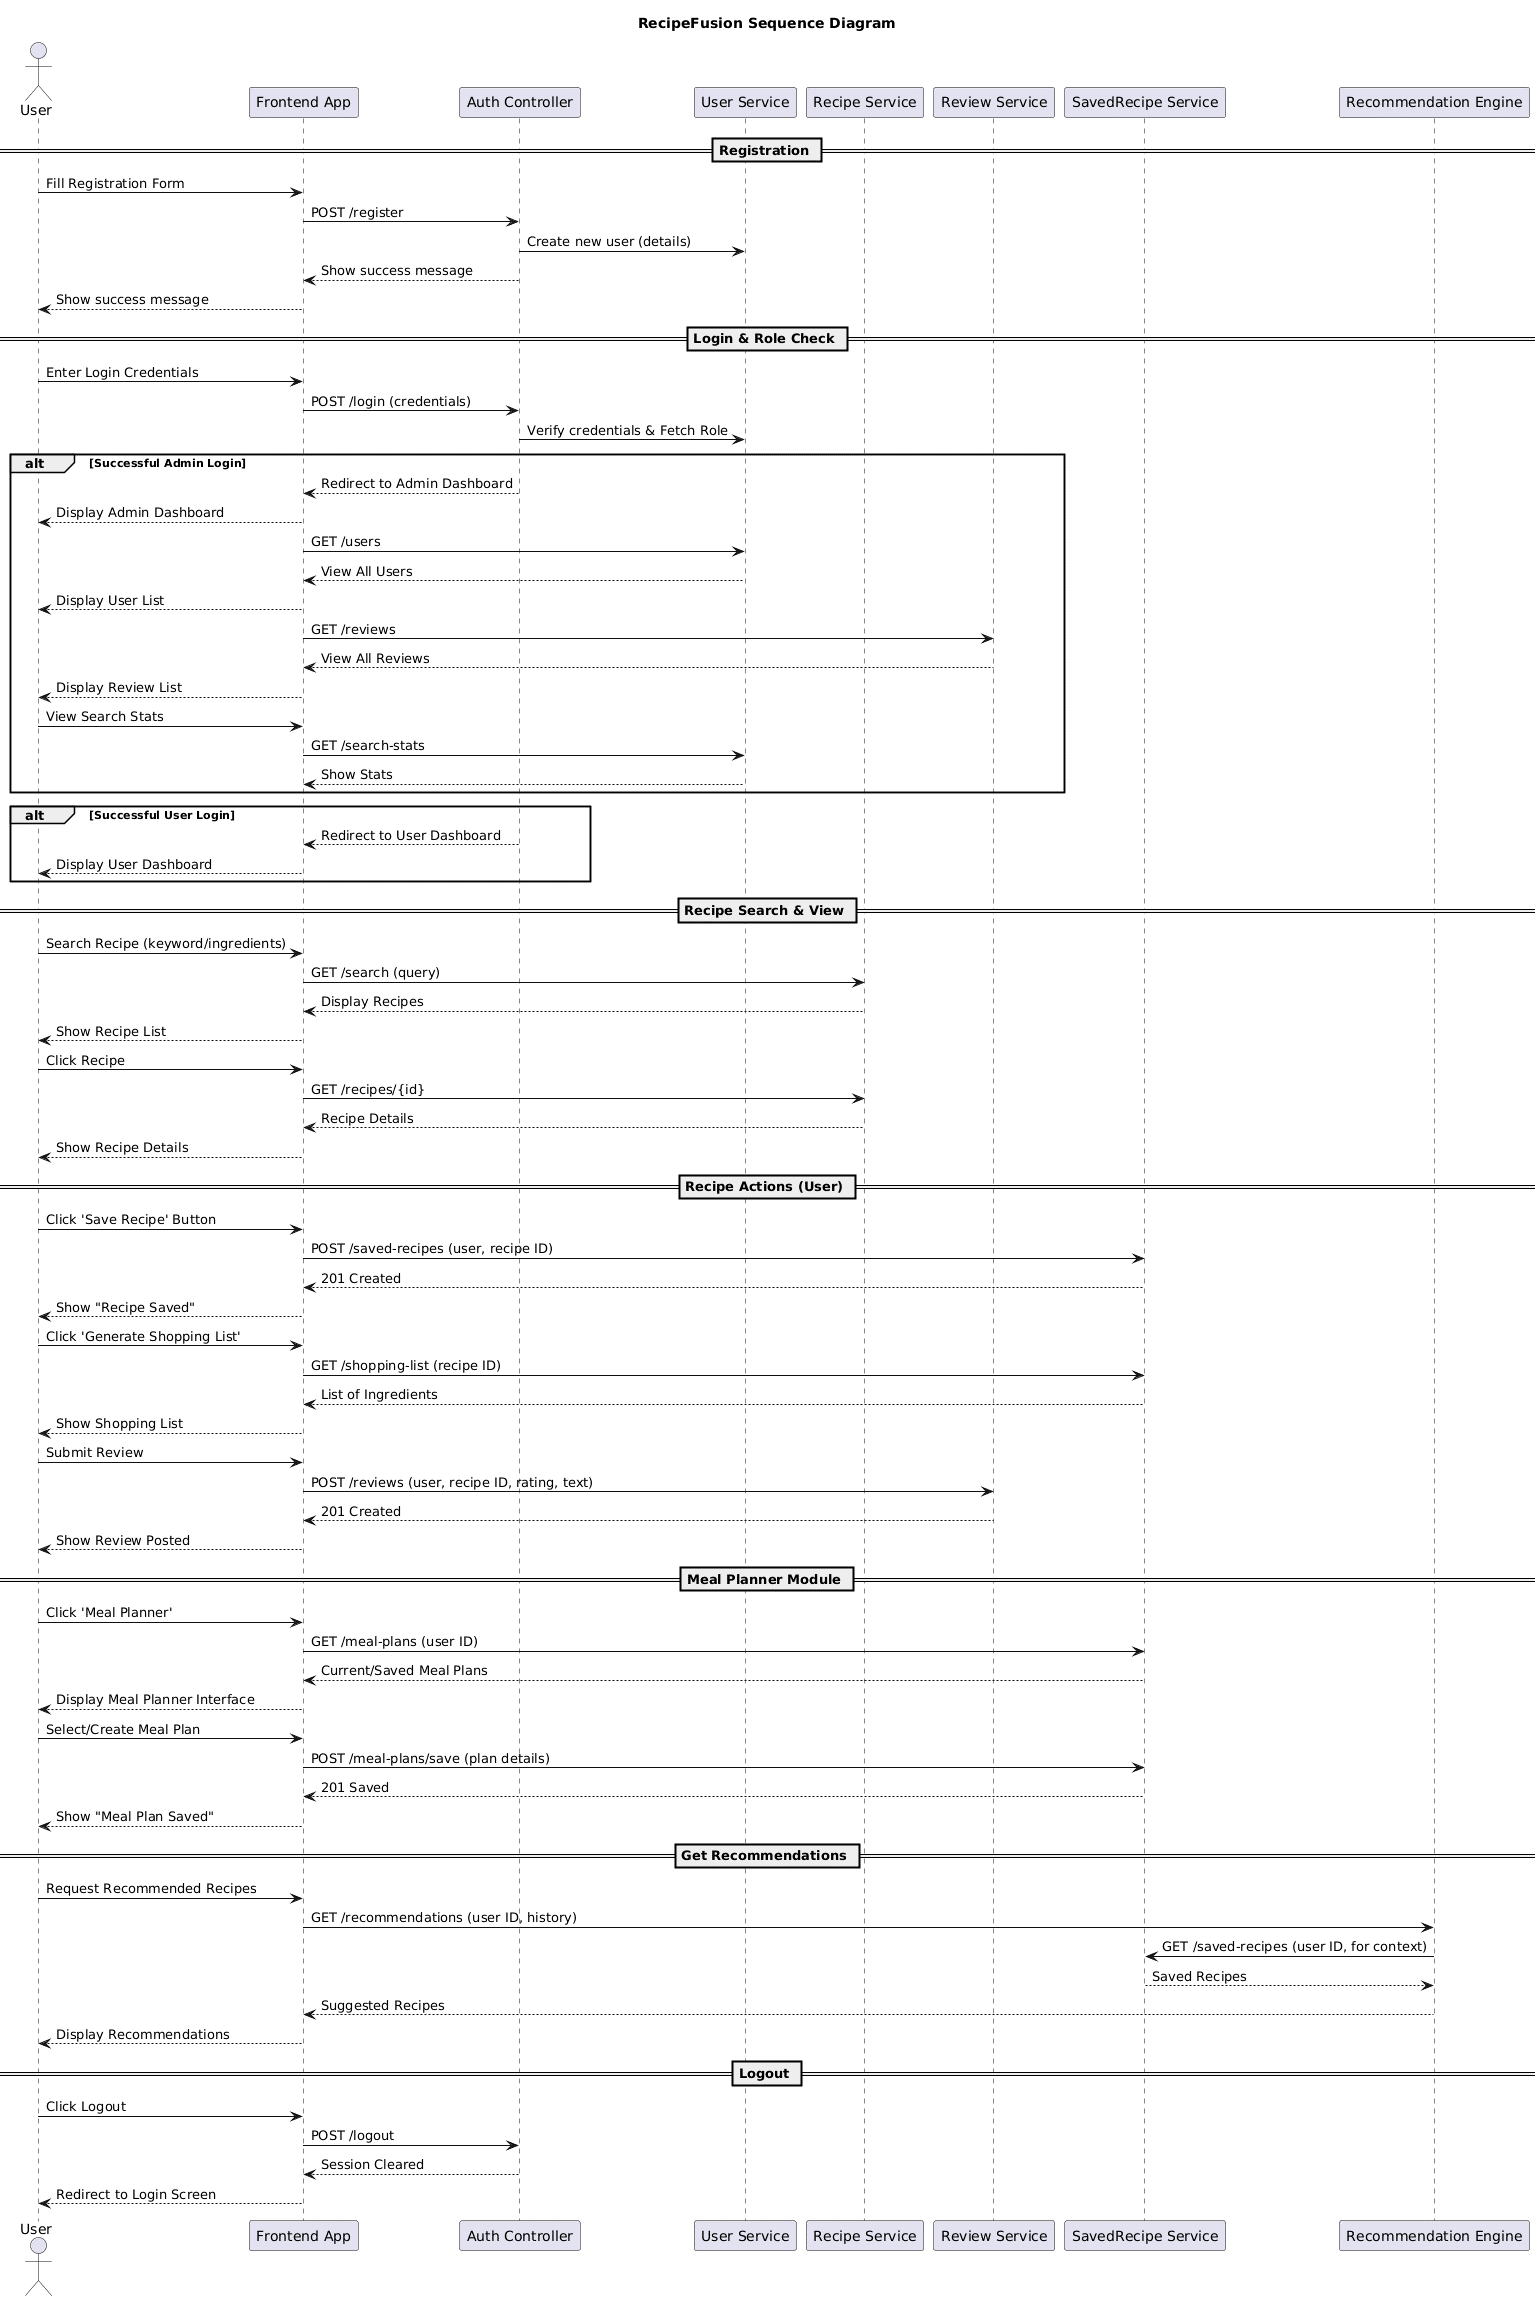 RecipeFusion Sequence Diagram
User
Frontend App
Auth Controller
User Service
Recipe Service
Review Service
SavedRecipe Service
Recommendation Engine
Registration
Fill Registration Form
POST /register
Create new user (details)
Show success message
Show success message
Login & Role Check
Enter Login Credentials
POST /login (credentials)
Verify credentials & Fetch Role
alt [Successful Admin Login]
Redirect to Admin Dashboard
Display Admin Dashboard
GET /users
View All Users
Display User List
GET /reviews
View All Reviews
Display Review List
View Search Stats
GET /search-stats
Show Stats
alt [Successful User Login]
Redirect to User Dashboard
Display User Dashboard
Recipe Search & View
Search Recipe (keyword/ingredients)
GET /search (query)
Display Recipes
Show Recipe List
Click Recipe
GET /recipes/{id}
Recipe Details
Show Recipe Details
Recipe Actions (User)
Click 'Save Recipe' Button
POST /saved-recipes (user, recipe ID)
201 Created
Show "Recipe Saved"
Click 'Generate Shopping List'
GET /shopping-list (recipe ID)
List of Ingredients
Show Shopping List
Submit Review
POST /reviews (user, recipe ID, rating, text)
201 Created
Show Review Posted
Meal Planner Module
Click 'Meal Planner'
GET /meal-plans (user ID)
Current/Saved Meal Plans
Display Meal Planner Interface
Select/Create Meal Plan
POST /meal-plans/save (plan details)
201 Saved
Show "Meal Plan Saved"
Get Recommendations
Request Recommended Recipes
GET /recommendations (user ID, history)
GET /saved-recipes (user ID, for context)
Saved Recipes
Suggested Recipes
Display Recommendations
Logout
Click Logout
POST /logout
Session Cleared
Redirect to Login Screen
User
Frontend App
Auth Controller
User Service
Recipe Service
Review Service
SavedRecipe Service
Recommendation Engine